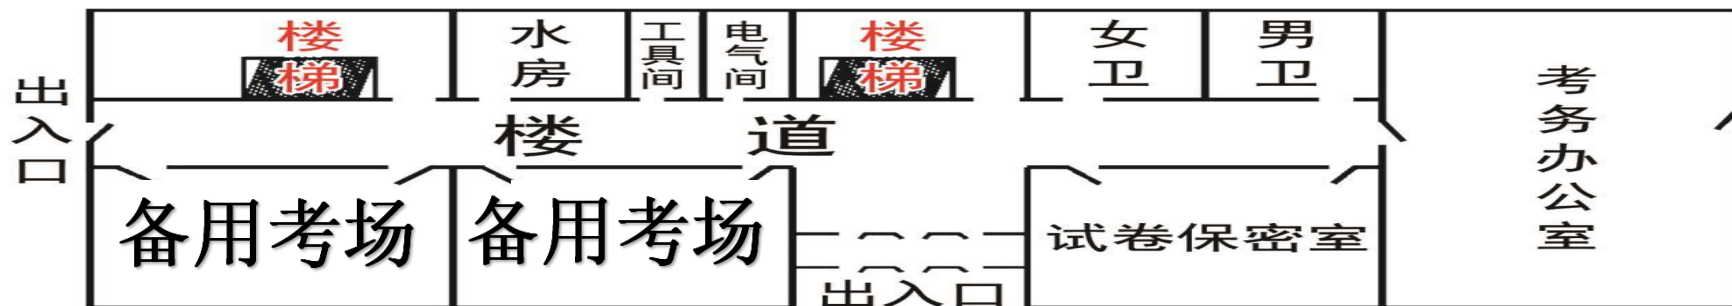 出入口
楼梯
水房
工具间
电气间
楼梯
女卫
男卫
考务办公室
楼 道
备用考场
备用考场
试卷保密室
出入口